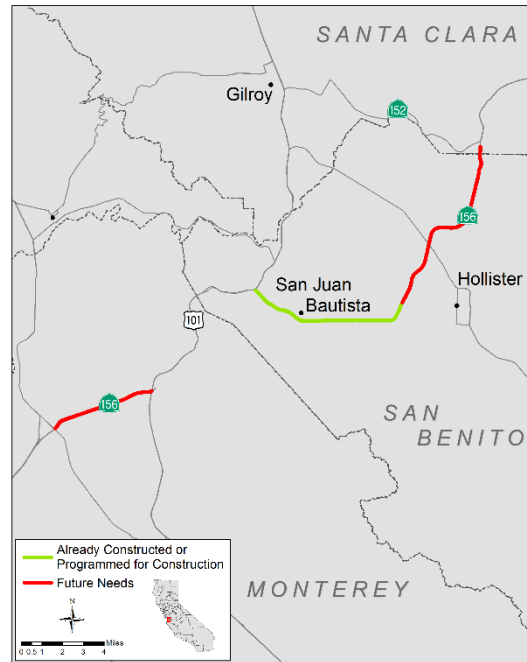 SANTA CLARA
Gilroy
152
156
San Juan
Bautista
Hollister
101
156
SAN
BENITO
Already Constructed or
Programmed for Construction
Future Needs
MONTEREY
N
Miles
0 0.5 1 2 3 4